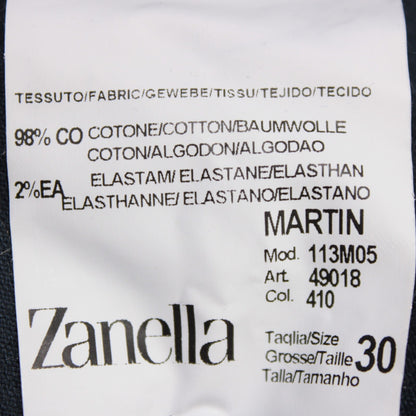 TESSUTO/FABRIC/GEWEBE/TISSU/TEJIDO/TECIDO
98% CO COTONE/COTTON/BAUMWOLLE
COTON/ALGODON/ALGODAO
2%EA ELASTAM/ELASTANE/ELASTHAN
ELASTHANNE/ELASTANO/ELASTANO
MARTIN
Mod. 113M05
Art. 49018
Col. 410
Zanella
Taglia/Size
Grosse/Taille 30
Talla/Tamanho